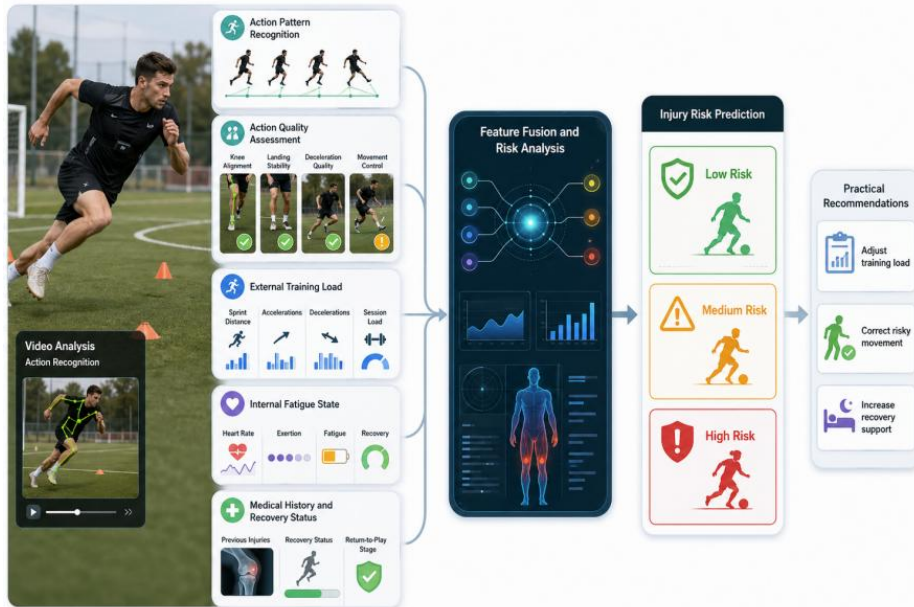 Action Pattern
Recognition
Action Quality
Assessment
Knee
Alignment
Landing
Stability
Deceleration
Quality
Movement
Control
External Training Load
Sprint
Distance
Accelerations
Decelerations
Session
Load
Internal Fatigue State
Heart Rate
Exertion
Fatigue
Recovery
Medical History and
Recovery Status
Previous Injuries
Recovery Status
Return-to-Play
Stage
Video Analysis
Action Recognition
Feature Fusion and
Risk Analysis
Injury Risk Prediction
Low Risk
Medium Risk
High Risk
Practical
Recommendations
Adjust
training load
Correct risky
movement
Increase
recovery
support